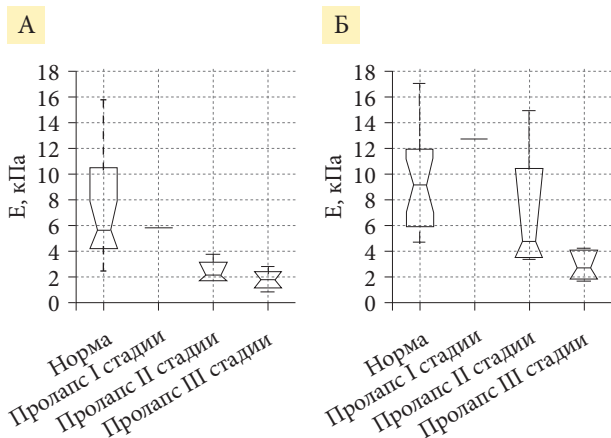 А
Е, кПа
18
16
14
12
10
8
6
4
2
0
Норма
Пролапс I стадии
Пролапс II стадии
Пролапс III стадии
Б
Е, кПа
18
16
14
12
10
8
6
4
2
0
Норма
Пролапс I стадии
Пролапс II стадии
Пролапс III стадии